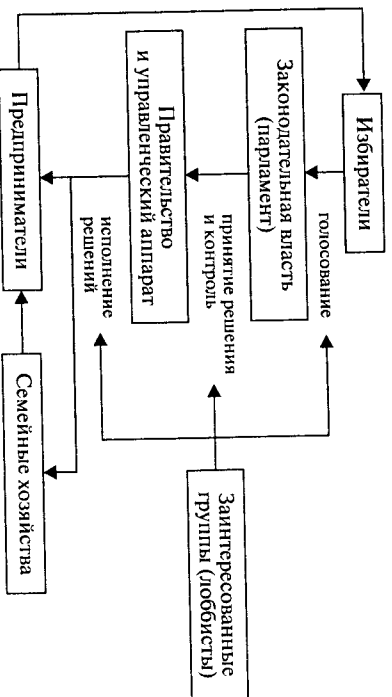 Избиратели
голосование
Законодательная власть
(парламент)
принятие решения
и контроль
Заинтересованные
группы (лоббисты)
Правительство
и управленческий аппарат
исполнение
решений
Предприниматели
Семейные хозяйства